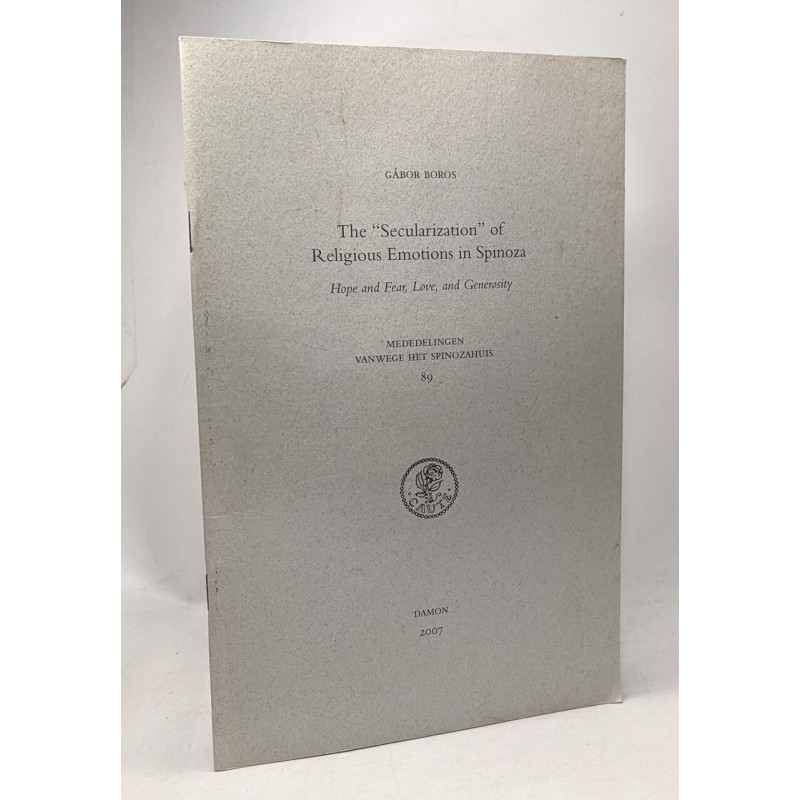 GÁBOR BOROS
The “Secularization” of
Religious Emotions in Spinoza
Hope and Fear, Love, and Generosity
MEDEDELINGEN
VANWEGE HET SPINOZAHUIS
89
CAUTE
DAMON
2007